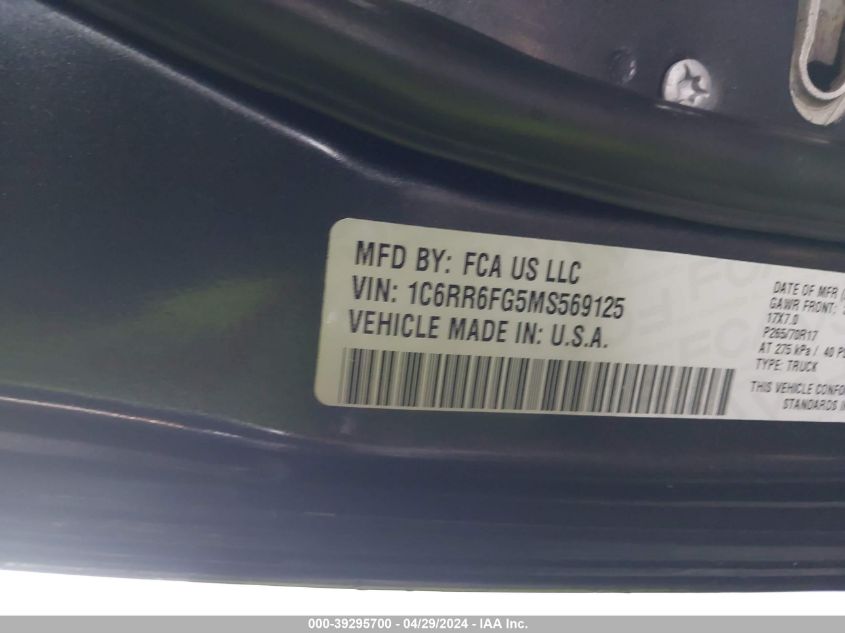 MFD BY: FCA US LLC
VIN: 1C6RR6FG5MS569125
VEHICLE MADE IN: U.S.A.
DATE OF MFR
GAWR FRONT:
17X7.0
P265/70R17
AT 275 kPa / 40
TYPE: TRUCK
THIS VEHICLE
STANDARDS
000-39295700 - 04/29/2024 - IAA Inc.